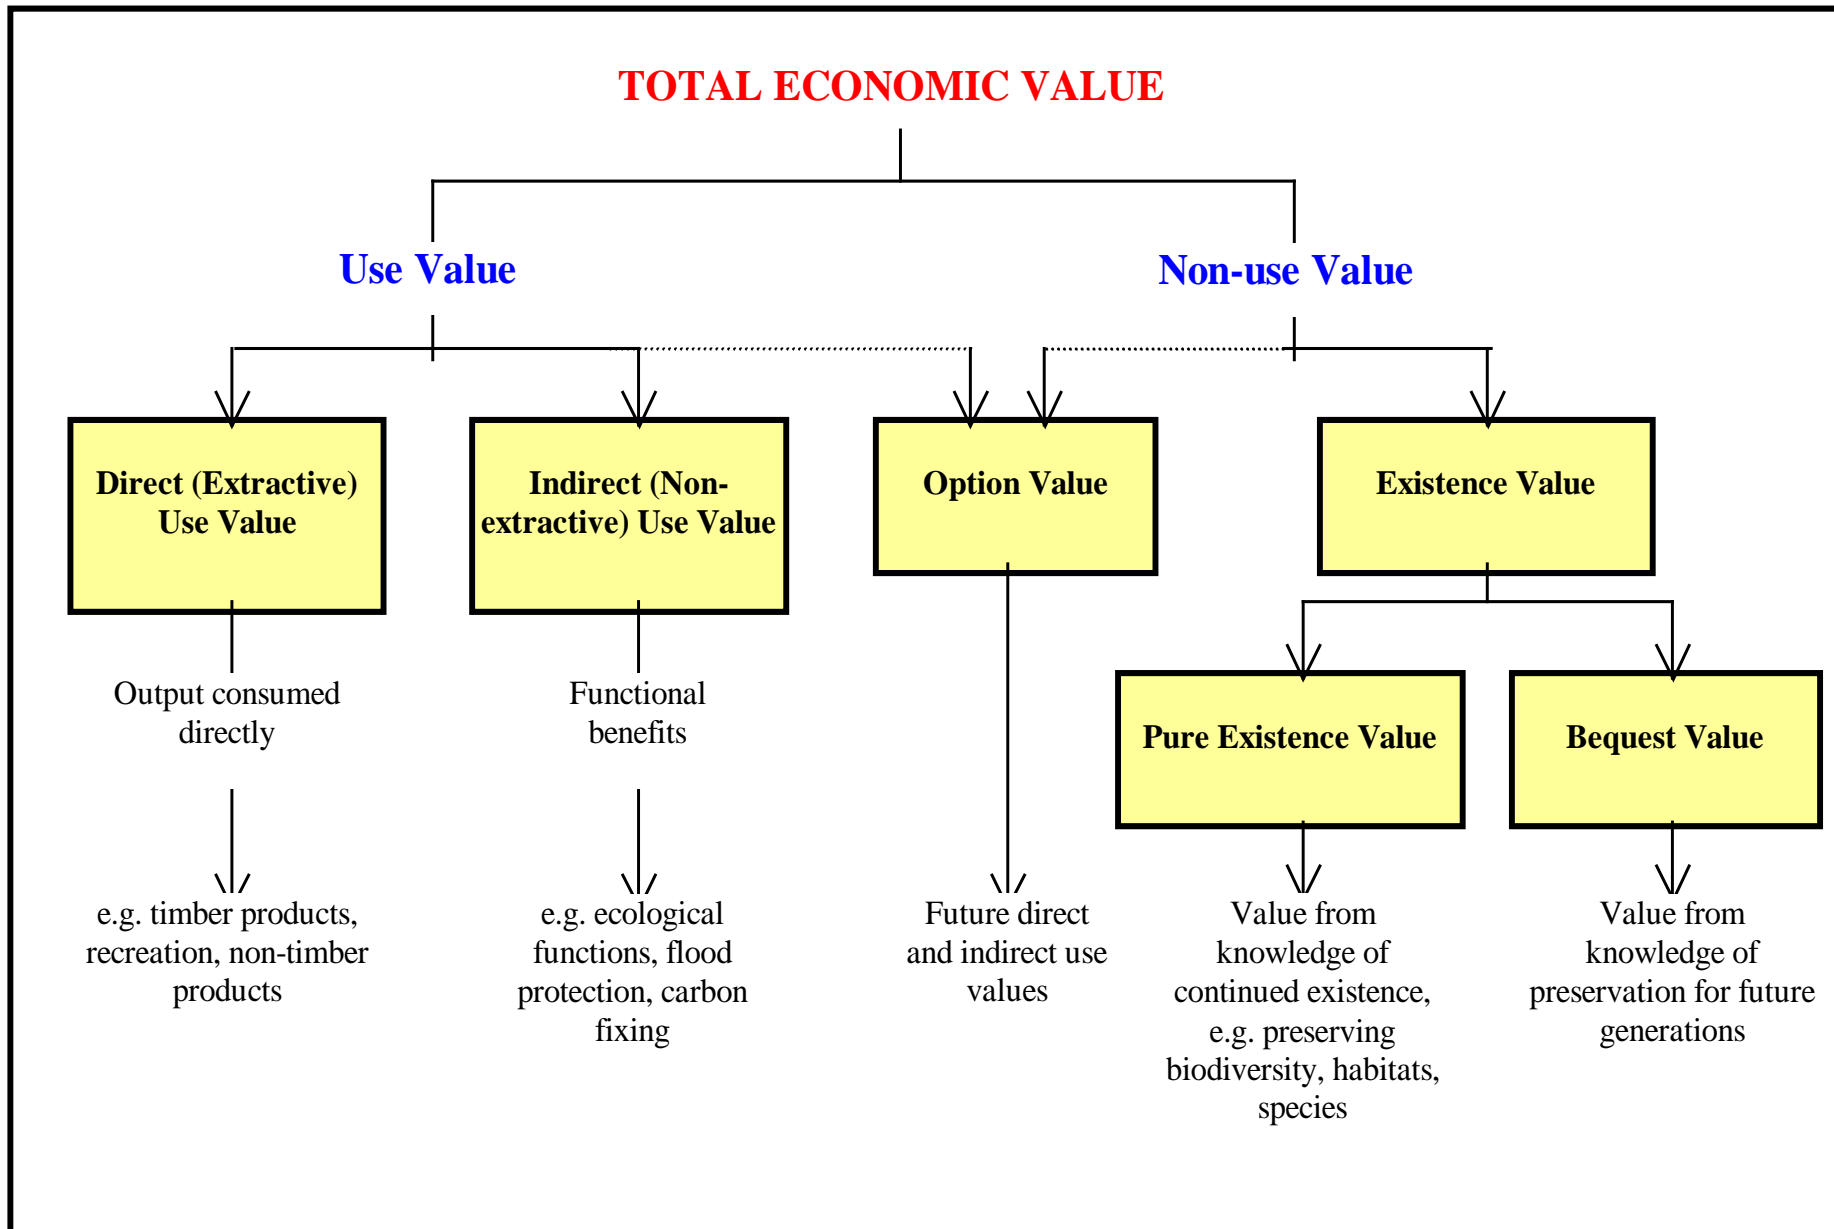 TOTAL ECONOMIC VALUE
Use Value
Non-use Value
Direct (Extractive)
Use Value
Indirect (Non-
extractive) Use Value
Option Value
Existence Value
Output consumed
directly
Functional
benefits
Pure Existence Value
Bequest Value
e.g. timber products,
recreation, non-timber
products
e.g. ecological
functions, flood
protection, carbon
fixing
Future direct
and indirect use
values
Value from
knowledge of
continued existence,
e.g. preserving
biodiversity, habitats,
species
Value from
knowledge of
preservation for future
generations